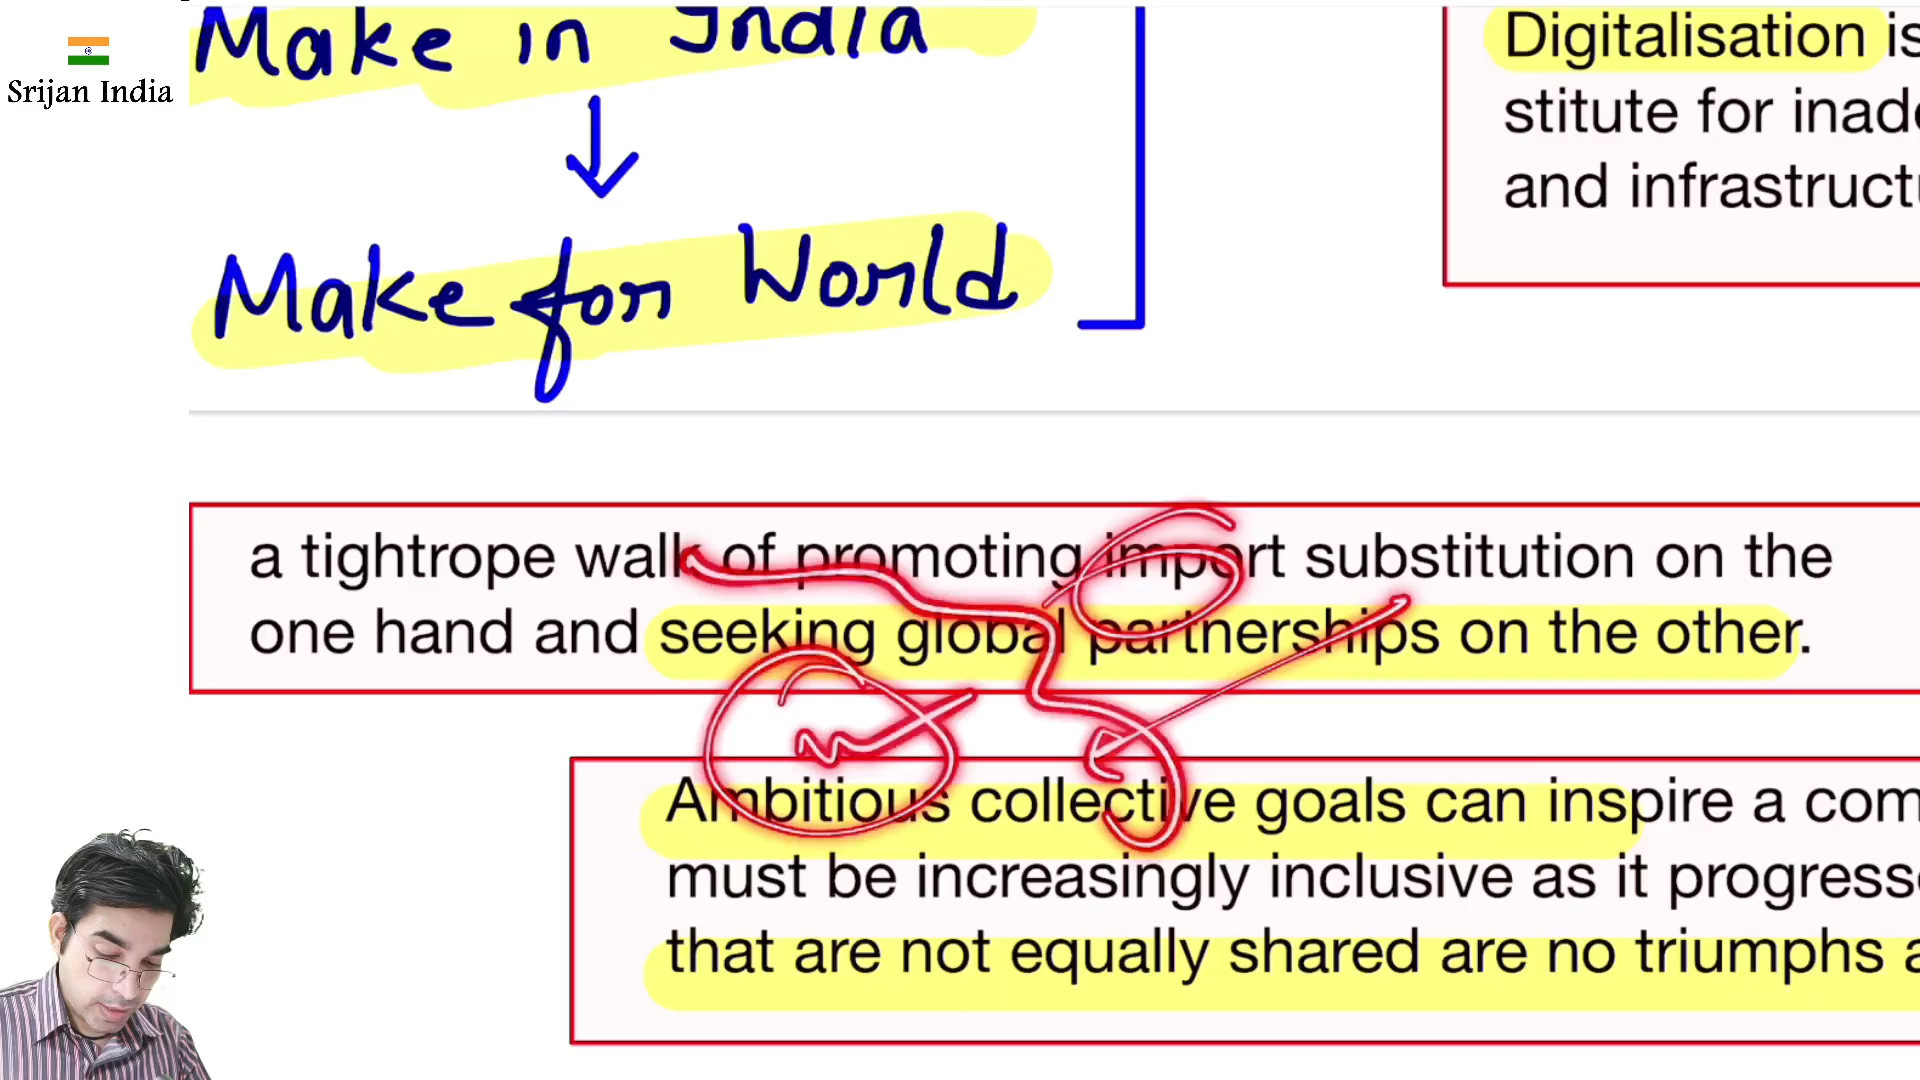 Srijan India
Make in India
Make for World
Digitalisation is
stitute for inad
and infrastruct
a tightrope walk of promoting import substitution on the
one hand and seeking global partnerships on the other.
Ambitious collective goals can inspire a com
must be increasingly inclusive as it progress
that are not equally shared are no triumphs a